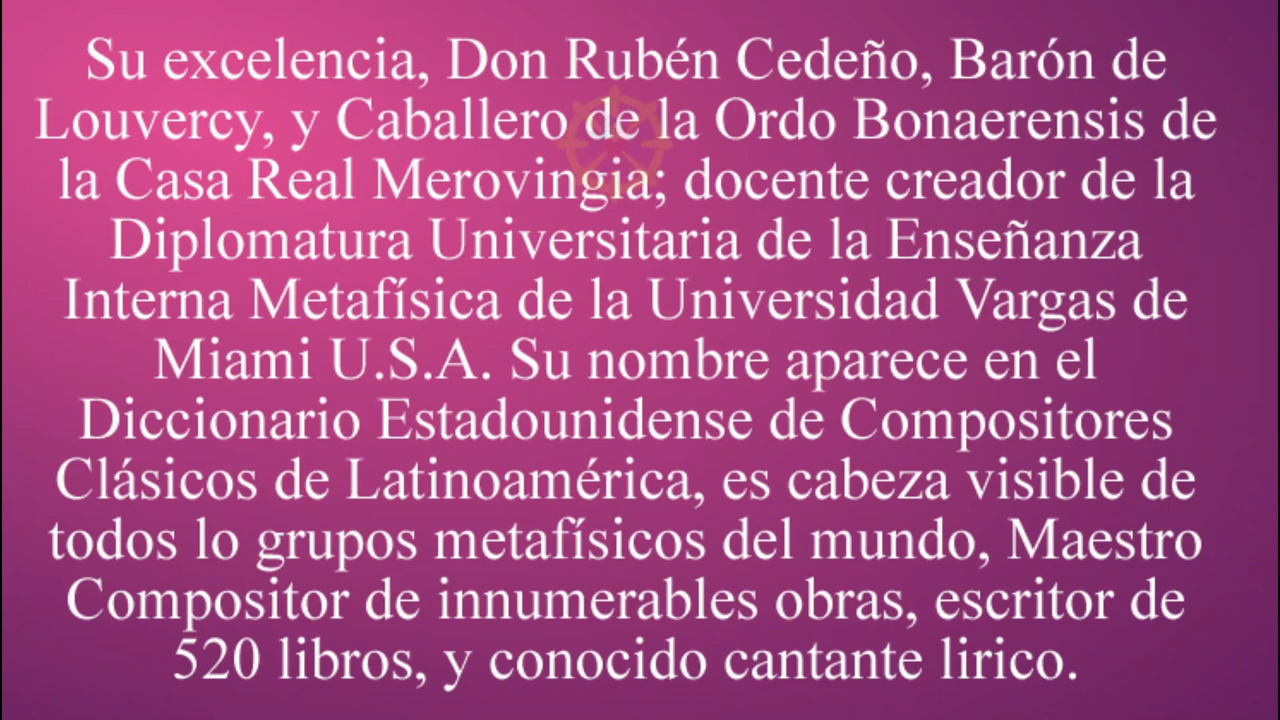 Su excelencia, Don Rubén Cedeño, Barón de
Louvercy, y Caballero de la Ordo Bonaerensis de
la Casa Real Merovingia; docente creador de la
Diplomatura Universitaria de la Enseñanza
Interna Metafísica de la Universidad Vargas de
Miami U.S.A. Su nombre aparece en el
Diccionario Estadounidense de Compositores
Clásicos de Latinoamérica, es cabeza visible de
todos lo grupos metafísicos del mundo, Maestro
Compositor de innumerables obras, escritor de
520 libros, y conocido cantante lirico.